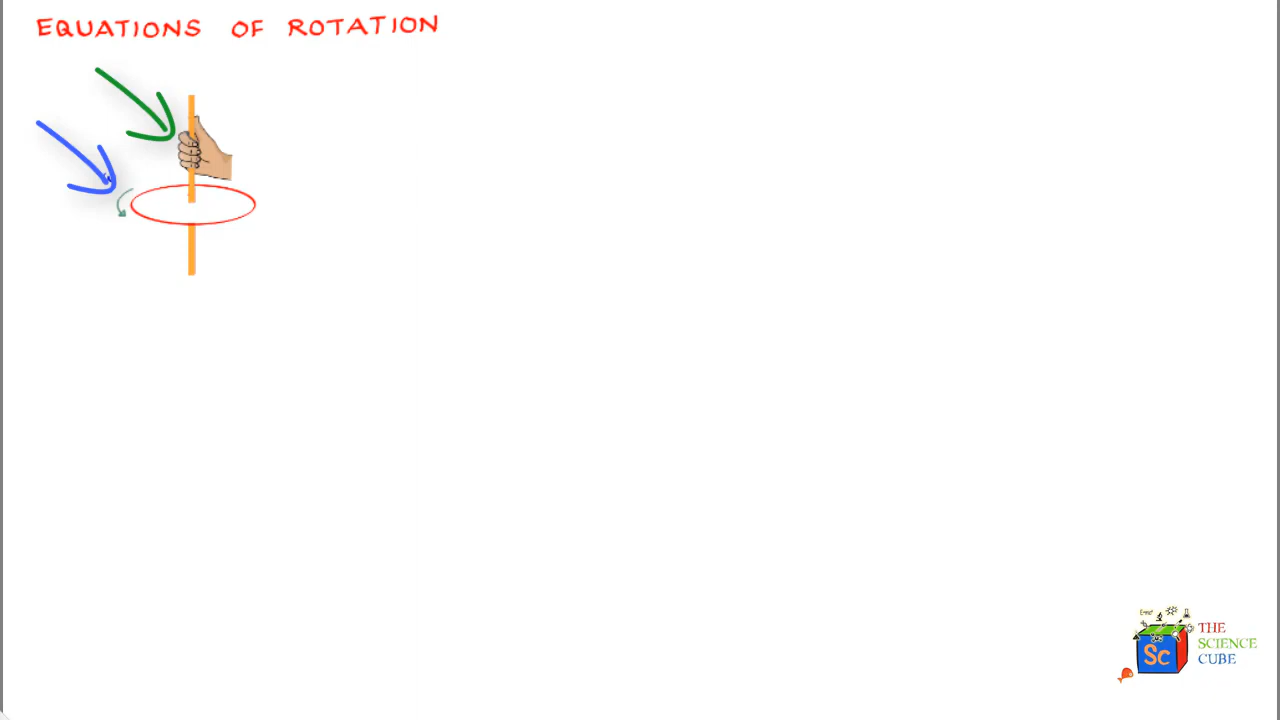 EQUATIONS OF ROTATION
Sc
THE
SCIENCE
CUBE